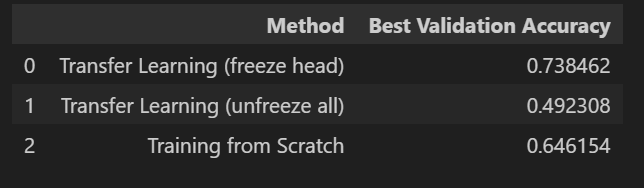 Method Best Validation Accuracy
0 Transfer Learning (freeze head) 0.738462
1 Transfer Learning (unfreeze all) 0.492308
2 Training from Scratch 0.646154